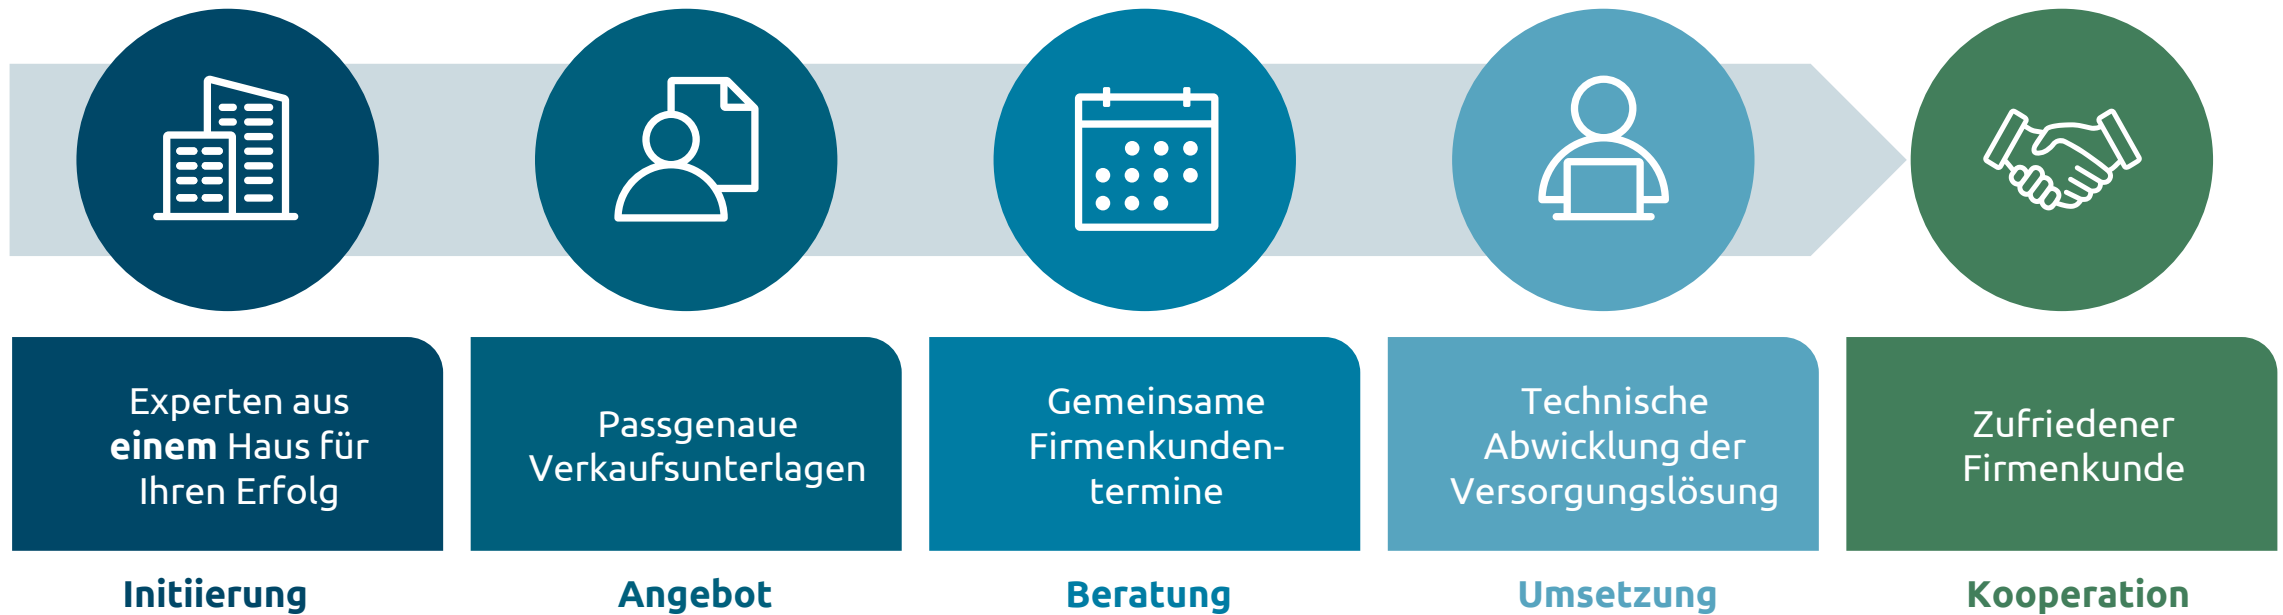 Experten aus
einem Haus für
Ihren Erfolg
Passgenaue
Verkaufsunterlagen
Gemeinsame
Firmenkunden-
termine
Technische
Abwicklung der
Versorgungslösung
Zufriedener
Firmenkunde
Initiierung
Angebot
Beratung
Umsetzung
Kooperation